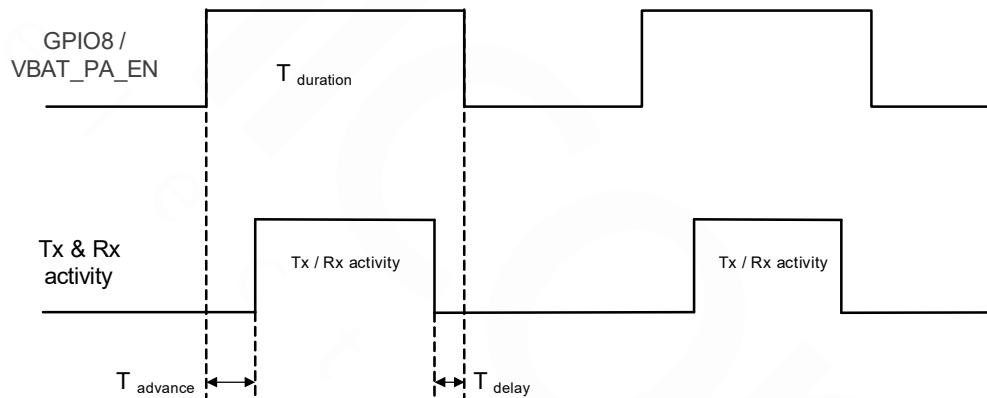 GPIO8 /
VBAT_PA_EN
T duration
Tx & Rx
activity
Tx / Rx activity
Tx / Rx activity
T advance
T delay